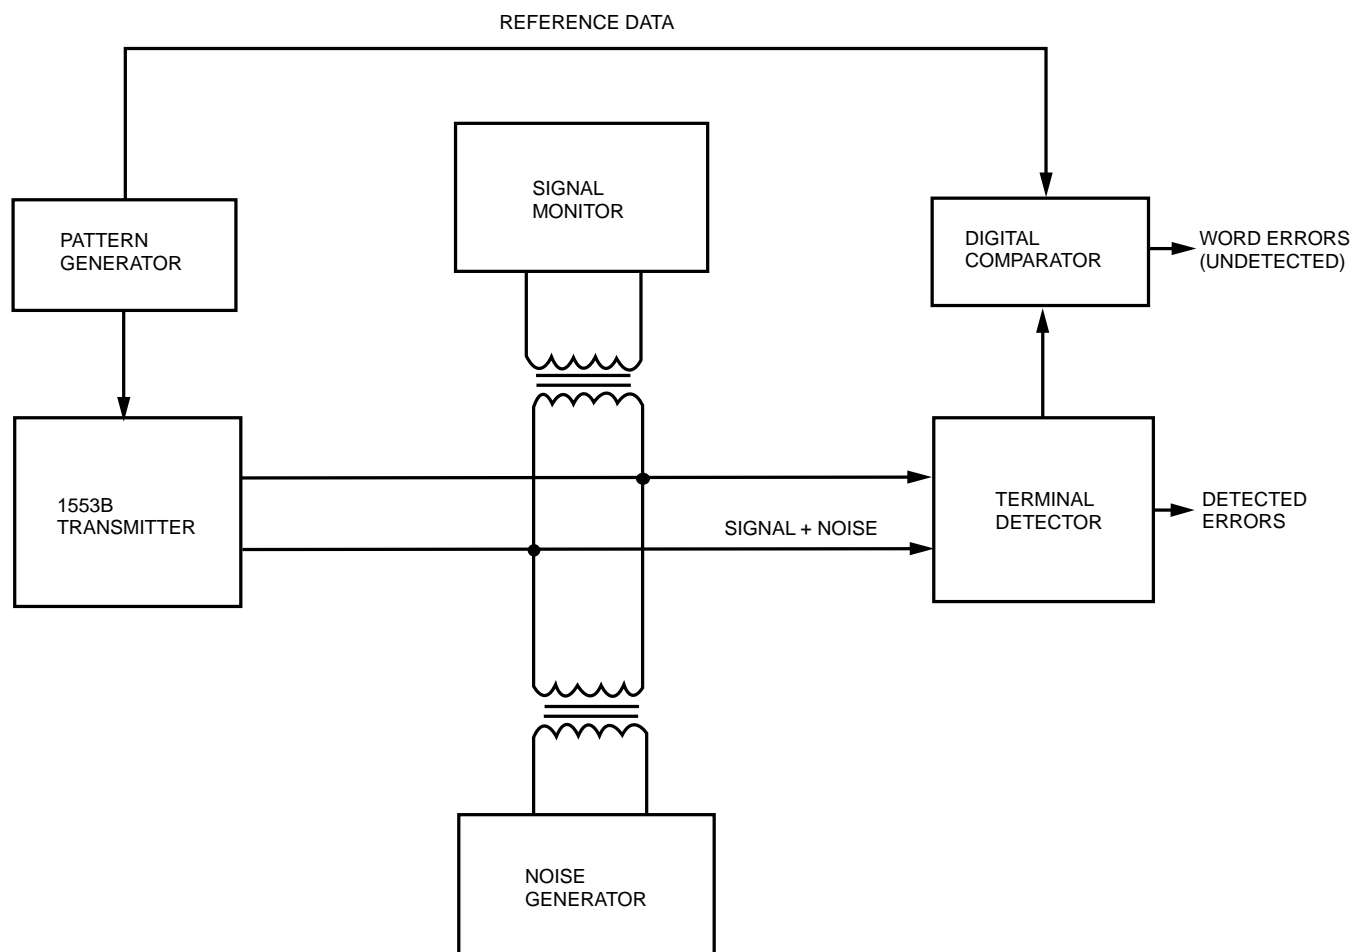 REFERENCE DATA
SIGNAL
MONITOR
PATTERN
GENERATOR
DIGITAL
COMPARATOR
WORD ERRORS
(UNDETECTED)
1553B
TRANSMITTER
SIGNAL + NOISE
TERMINAL
DETECTOR
DETECTED
ERRORS
NOISE
GENERATOR